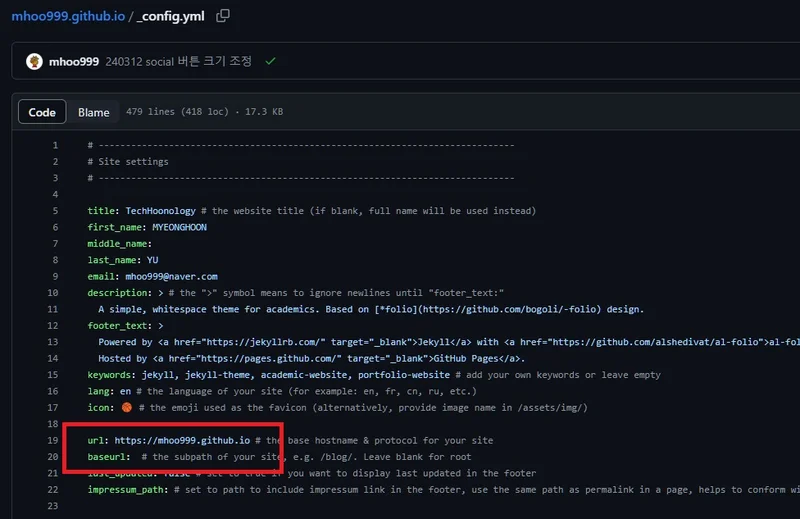 mhoo999.github.io / _config.yml
mhoo999 240312 social 버튼 크기 조정
Code Blame 479 lines (418 loc) · 17.3 KB
1 # -----------------------------------------------------------------------------
2 # Site settings
3 # -----------------------------------------------------------------------------
4
5 title: TechHoonology # the website title (if blank, full name will be used instead)
6 first_name: MYEONGHOON
7 middle_name:
8 last_name: YU
9 email: mhoo999@naver.com
10 description: > # the ">" symbol means to ignore newlines until "footer_text:"
11 A simple, whitespace theme for academics. Based on [*folio](https://github.com/bogoli/-folio) design.
12 footer_text: >
13 Powered by <a href="https://jekyllrb.com/" target="_blank">Jekyll</a> with <a href="https://github.com/alshedivat/al-folio">al-fol
14 Hosted by <a href="https://pages.github.com/" target="_blank">GitHub Pages</a>.
15 keywords: jekyll, jekyll-theme, academic-website, portfolio-website # add your own keywords or leave empty
16 lang: en # the language of your site (for example: en, fr, cn, ru, etc.)
17 icon: 🏀 # the emoji used as the favicon (alternatively, provide image name in /assets/img/)
18
19 url: https://mhoo999.github.io # the base hostname & protocol for your site
20 baseurl: # the subpath of your site, e.g. /blog/. Leave blank for root
21 last_updated: false # set to true if you want to display last updated in the footer
22 impressum_path: # set to path to include impressum link in the footer, use the same path as permalink in a page, helps to conform wi
23